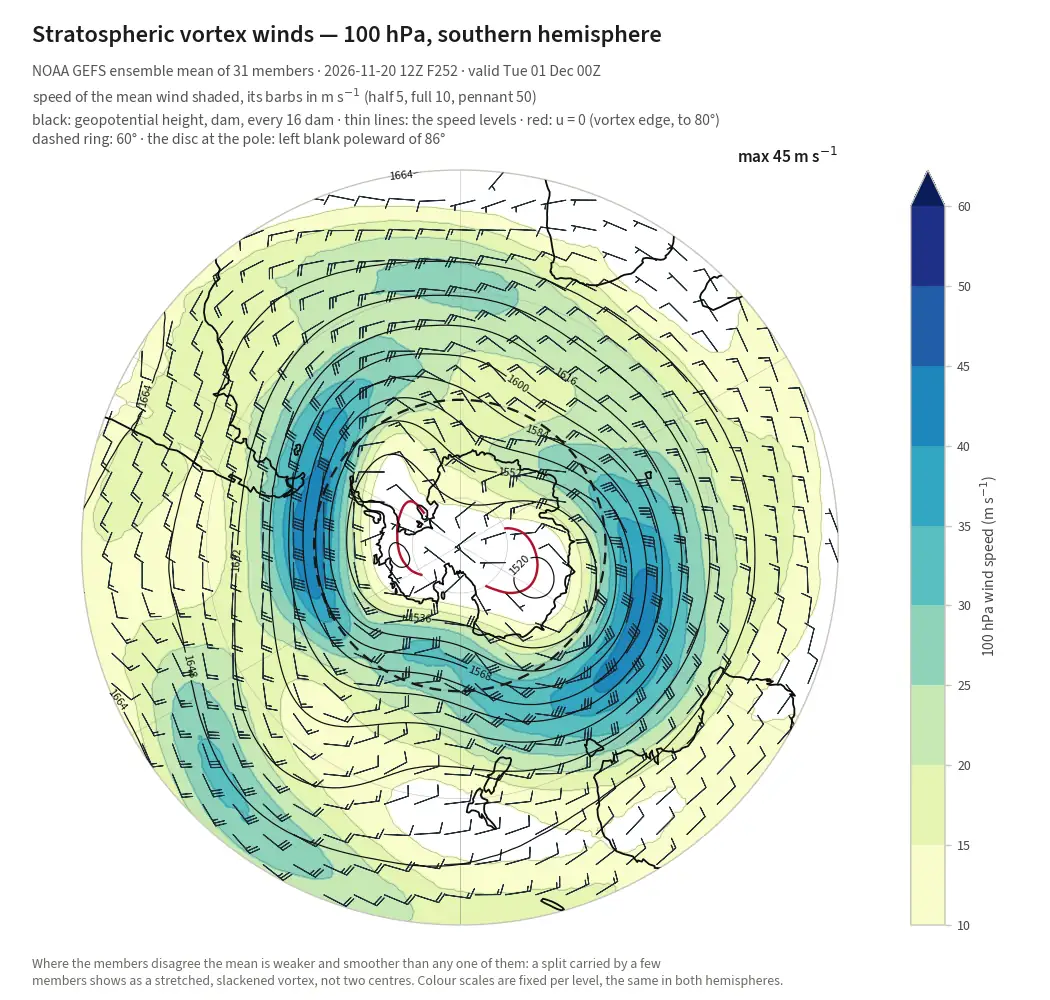 Stratospheric vortex winds — 100 hPa, southern hemisphere
NOAA GEFS ensemble mean of 31 members · 2026-11-20 12Z F252 · valid Tue 01 Dec 00Z
speed of the mean wind shaded, its barbs in m s⁻¹ (half 5, full 10, pennant 50)
black: geopotential height, dam, every 16 dam · thin lines: the speed levels · red: u = 0 (vortex edge, to 80°)
dashed ring: 60° · the disc at the pole: left blank poleward of 86°
max 45 m s⁻¹
1664
60
50
45
40
35
30
25
20
15
10
100 hPa wind speed (m s⁻¹)
1616
1600
1664
1584
1552
1632
1520
1536
1648
1568
1664
Where the members disagree the mean is weaker and smoother than any one of them: a split carried by a few
members shows as a stretched, slackened vortex, not two centres. Colour scales are fixed per level, the same in both hemispheres.